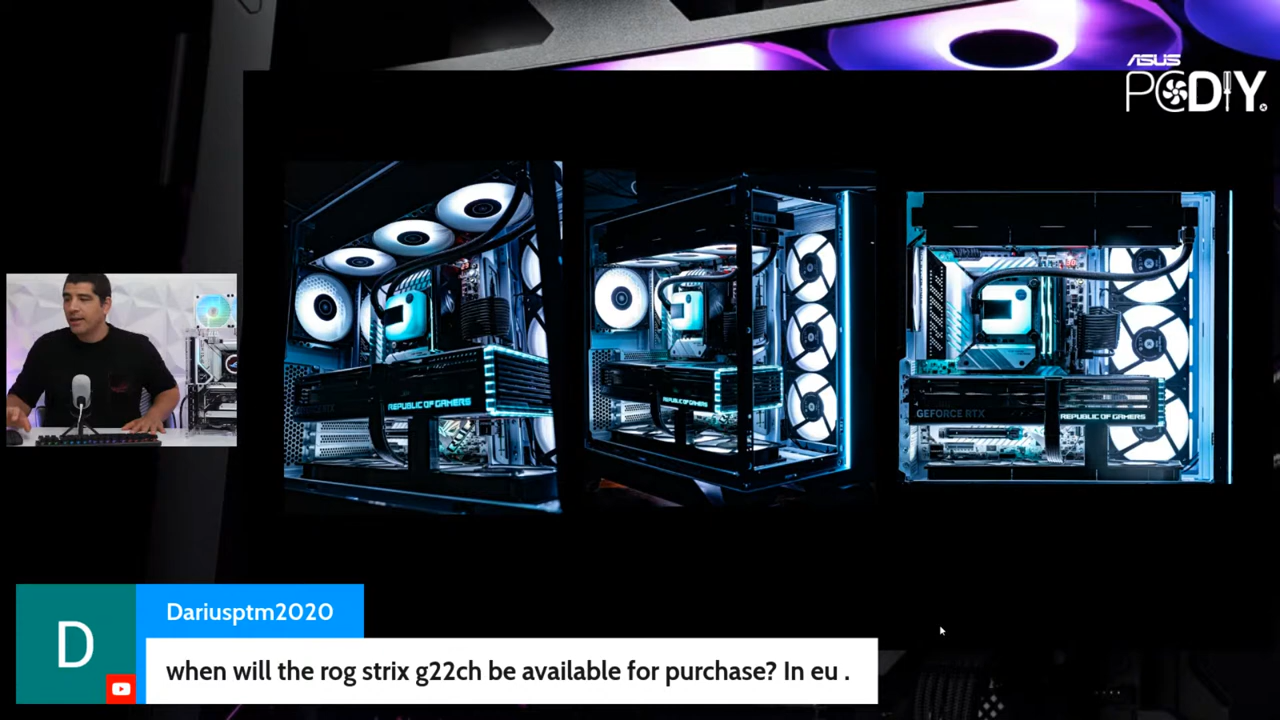 ASUS
PCDIY.
REPUBLIC OF GAMERS
REPUBLIC OF GAMERS
GEFORCE RTX
REPUBLIC OF GAMERS
D
Dariusptm2020
when will the rog strix g22ch be available for purchase? In eu .